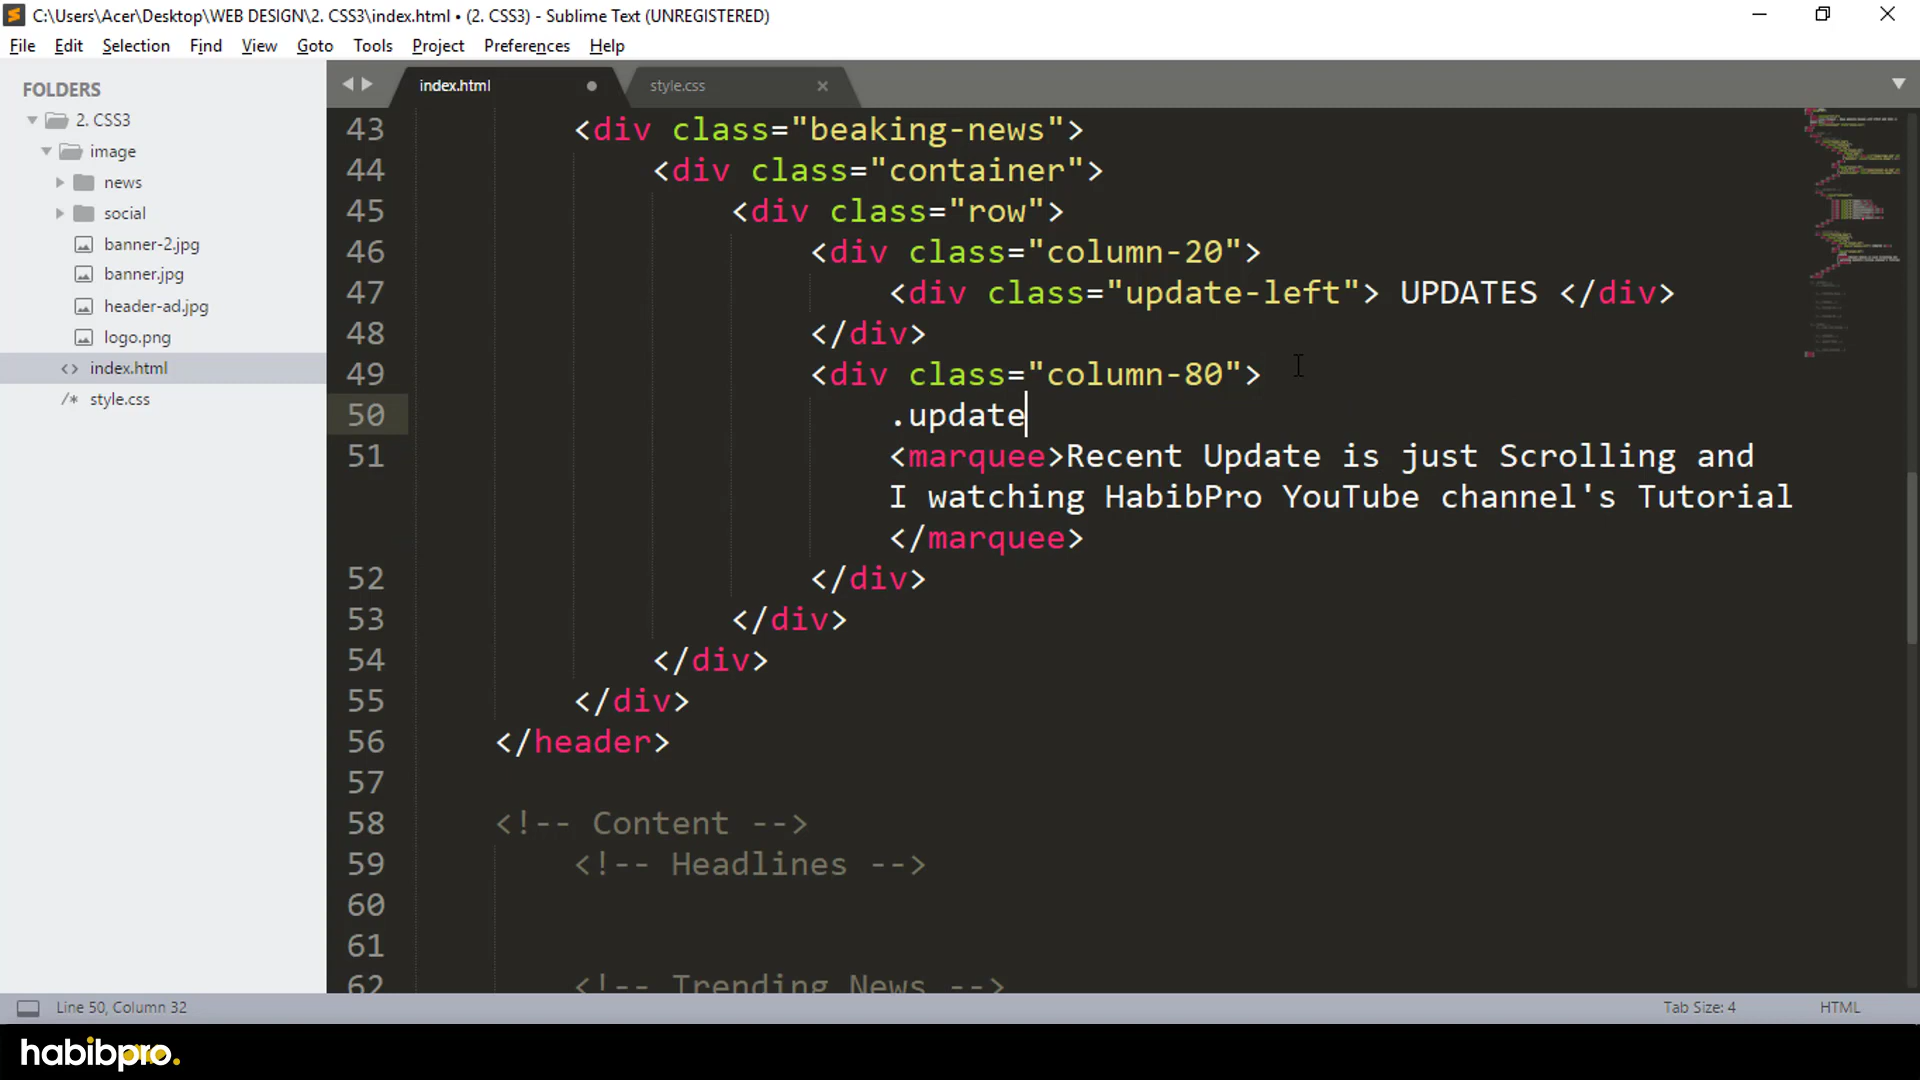 C:\Users\Acer\Desktop\WEB DESIGN\2. CSS3\index.html • (2. CSS3) - Sublime Text (UNREGISTERED)
File Edit Selection Find View Goto Tools Project Preferences Help
FOLDERS
2. CSS3
image
news
social
banner-2.jpg
banner.jpg
header-ad.jpg
logo.png
<> index.html
/* style.css
index.html
style.css
43 <div class="beaking-news">
44 <div class="container">
45 <div class="row">
46 <div class="column-20">
47 <div class="update-left"> UPDATES </div>
48 </div>
49 <div class="column-80">
50 .update
51 <marquee>Recent Update is just Scrolling and
I watching HabibPro YouTube channel's Tutorial
</marquee>
52 </div>
53 </div>
54 </div>
55 </div>
56 </header>
57
58 <!-- Content -->
59 <!-- Headlines -->
60
61
62 <!-- Trending News -->
Line 50, Column 32
Tab Size: 4
HTML
habibpro.